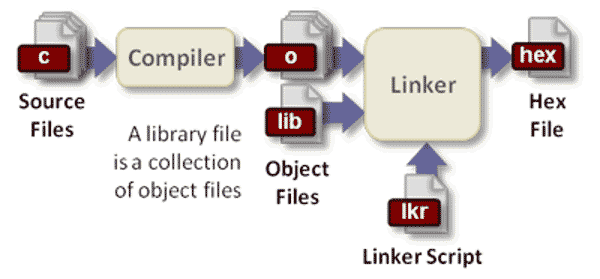 c
Source
Files
Compiler
A library file
is a collection
of object files
o
lib
Object
Files
Linker
lkr
Linker Script
hex
Hex
File